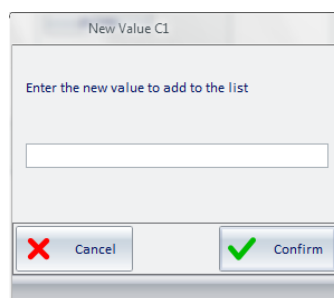 New Value C1
Enter the new value to add to the list
Cancel
Confirm